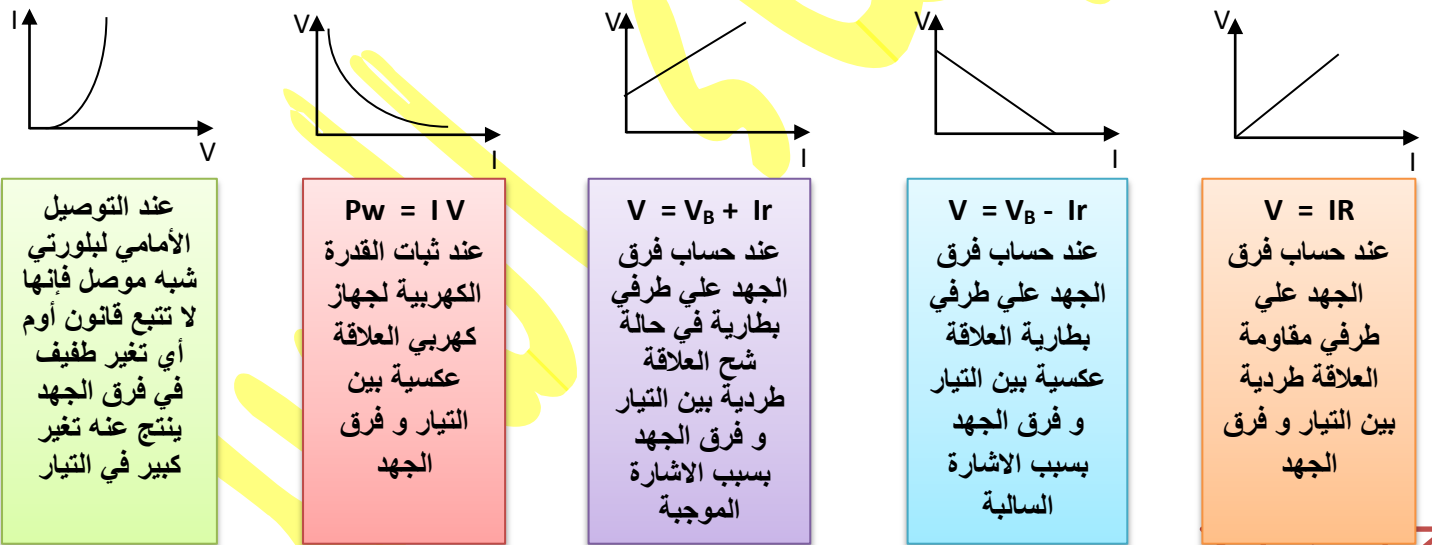 V
I
V = IR
عند حساب فرق
الجهد علي
طرفي مقاومة
العلاقة طردية
بين التيار و فرق
الجهد
V
I
V = VB - Ir
عند حساب فرق
الجهد علي طرفي
بطارية العلاقة
عكسية بين التيار
و فرق الجهد
بسبب الاشارة
السالبة
V
I
V = VB + Ir
عند حساب فرق
الجهد علي طرفي
بطارية في حالة
شح العلاقة
طردية بين التيار
و فرق الجهد
بسبب الاشارة
الموجبة
V
I
Pw = I V
عند ثبات القدرة
الكهربية لجهاز
كهربي العلاقة
عكسية بين
التيار و فرق
الجهد
I
V
عند التوصيل
الأمامي لبلورتي
شبه موصل فإنها
لا تتبع قانون أوم
أي تغير طفيف
في فرق الجهد
ينتج عنه تغير
كبير في التيار